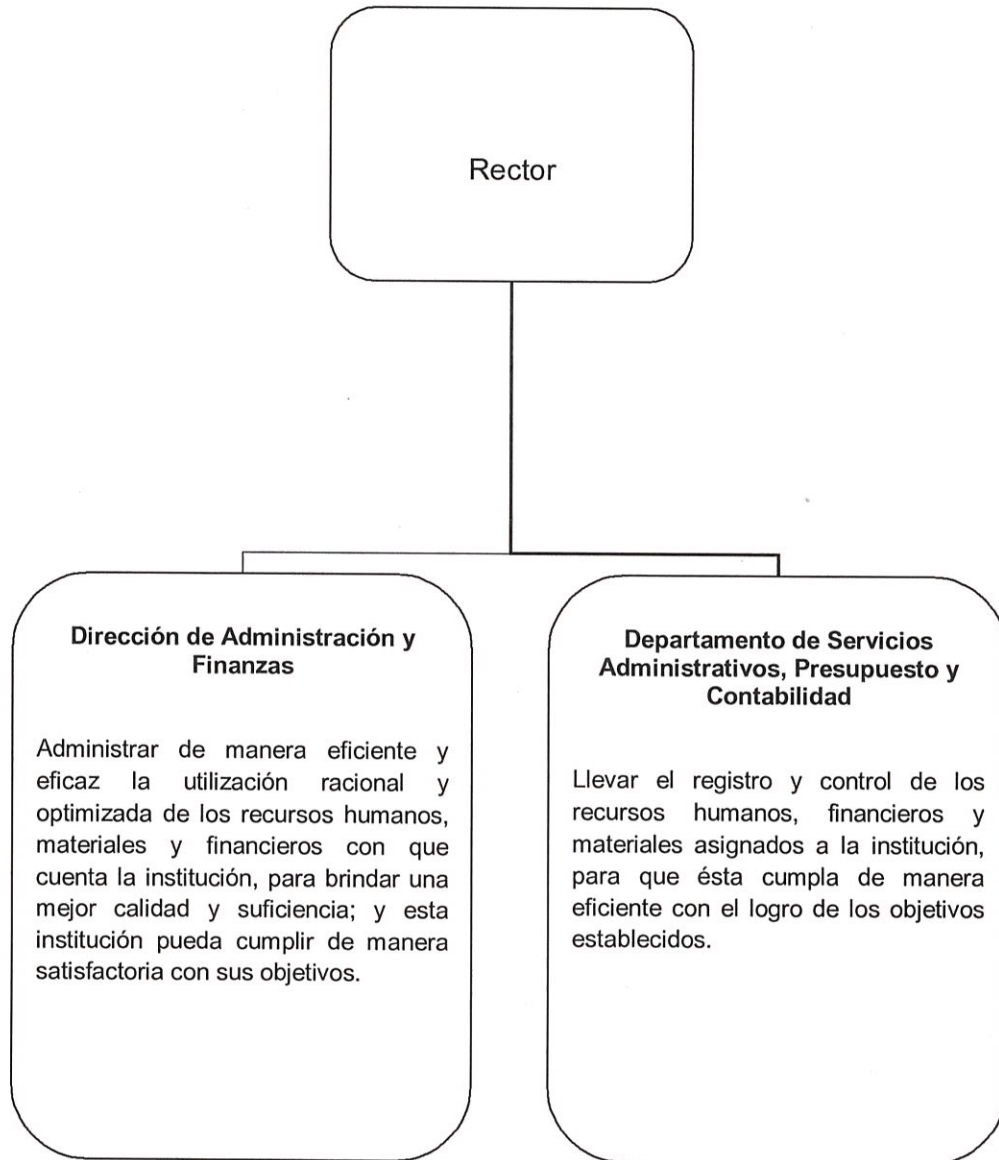 Rector
Dirección de Administración y
Finanzas
Administrar de manera eficiente y
eficaz la utilización racional y
optimizada de los recursos humanos,
materiales y financieros con que
cuenta la institución, para brindar una
mejor calidad y suficiencia; y esta
institución pueda cumplir de manera
satisfactoria con sus objetivos.
Departamento de Servicios
Administrativos, Presupuesto y
Contabilidad
Llevar el registro y control de los
recursos humanos, financieros y
materiales asignados a la institución,
para que ésta cumpla de manera
eficiente con el logro de los objetivos
establecidos.